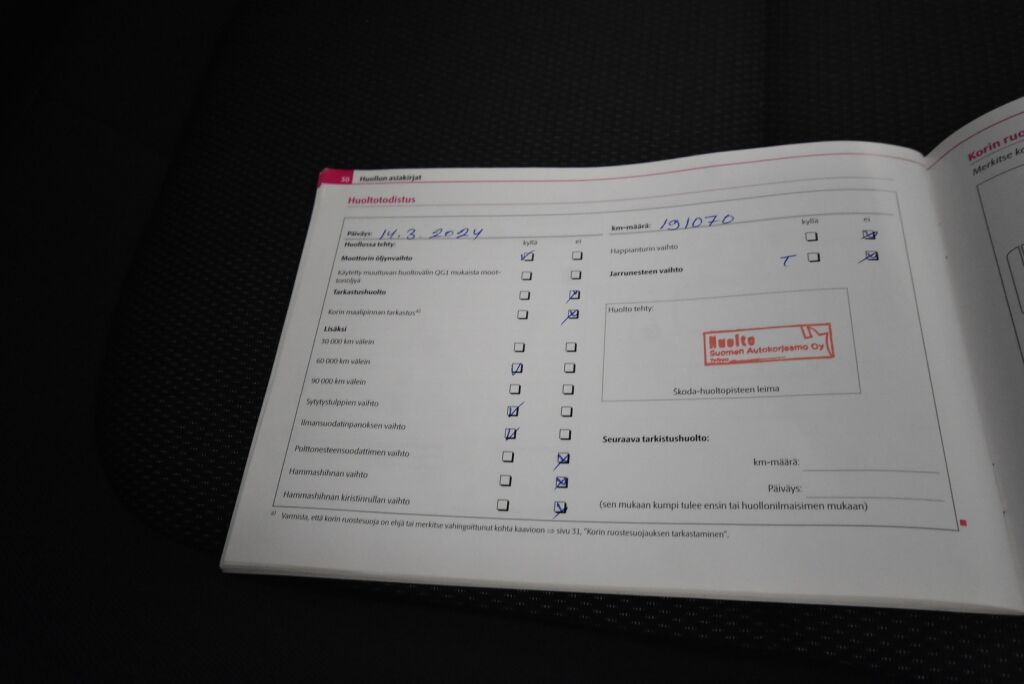 30 Huollon asiakirjat
Huoltotodistus
Päiväys: 14.3.2024
Huollossa tehty: kyllä ei
Moottorin öljynvaihto
Käytetty muuttuvan huoltovälin QG1 mukaista moot-
toriöljyä
Tarkastushuolto
Korin maalipinnan tarkastus a)
Lisäksi
30 000 km välein
60 000 km välein
90 000 km välein
Sytytystulppien vaihto
Ilmansuodatinpanoksen vaihto
Polttonesteensuodattimen vaihto
Hammashihnan vaihto
Hammashihnan kiristinrullan vaihto
km-määrä: 191070
kyllä ei
Happianturin vaihto
Jarrunesteen vaihto T
Huolto tehty:
Huolto
Suomen Autokorjaamo Oy
Škoda-huoltopisteen leima
Seuraava tarkistushuolto:
km-määrä:
Päiväys:
(sen mukaan kumpi tulee ensin tai huollonilmaisimen mukaan)
a) Varmista, että korin ruostesuoja on ehjä tai merkitse vahingoittunut kohta kaavioon ⇒ sivu 31, "Korin ruostesuojauksen tarkastaminen".
Korin ruo
Merkitse ko